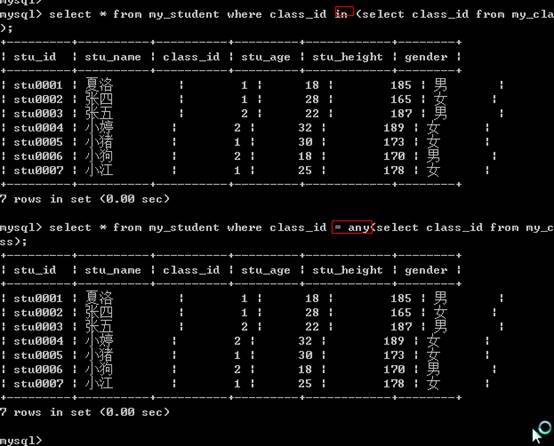 mysql>
mysql> select * from my_student where class_id in (select class_id from my_cla
);
+---------+----------+----------+---------+------------+--------+
| stu_id | stu_name | class_id | stu_age | stu_height | gender |
+---------+----------+----------+---------+------------+--------+
| stu0001 | 夏洛 | 1 | 18 | 185 | 男 |
| stu0002 | 张四 | 1 | 28 | 165 | 女 |
| stu0003 | 张五 | 2 | 22 | 187 | 男 |
| stu0004 | 小婷 | 2 | 32 | 189 | 女 |
| stu0005 | 小猪 | 1 | 30 | 173 | 女 |
| stu0006 | 小狗 | 2 | 18 | 170 | 男 |
| stu0007 | 小江 | 1 | 25 | 178 | 女 |
+---------+----------+----------+---------+------------+--------+
7 rows in set (0.00 sec)
mysql> select * from my_student where class_id = any(select class_id from my_c
ss);
+---------+----------+----------+---------+------------+--------+
| stu_id | stu_name | class_id | stu_age | stu_height | gender |
+---------+----------+----------+---------+------------+--------+
| stu0001 | 夏洛 | 1 | 18 | 185 | 男 |
| stu0002 | 张四 | 1 | 28 | 165 | 女 |
| stu0003 | 张五 | 2 | 22 | 187 | 男 |
| stu0004 | 小婷 | 2 | 32 | 189 | 女 |
| stu0005 | 小猪 | 1 | 30 | 173 | 女 |
| stu0006 | 小狗 | 2 | 18 | 170 | 男 |
| stu0007 | 小江 | 1 | 25 | 178 | 女 |
+---------+----------+----------+---------+------------+--------+
7 rows in set (0.00 sec)
mysql>